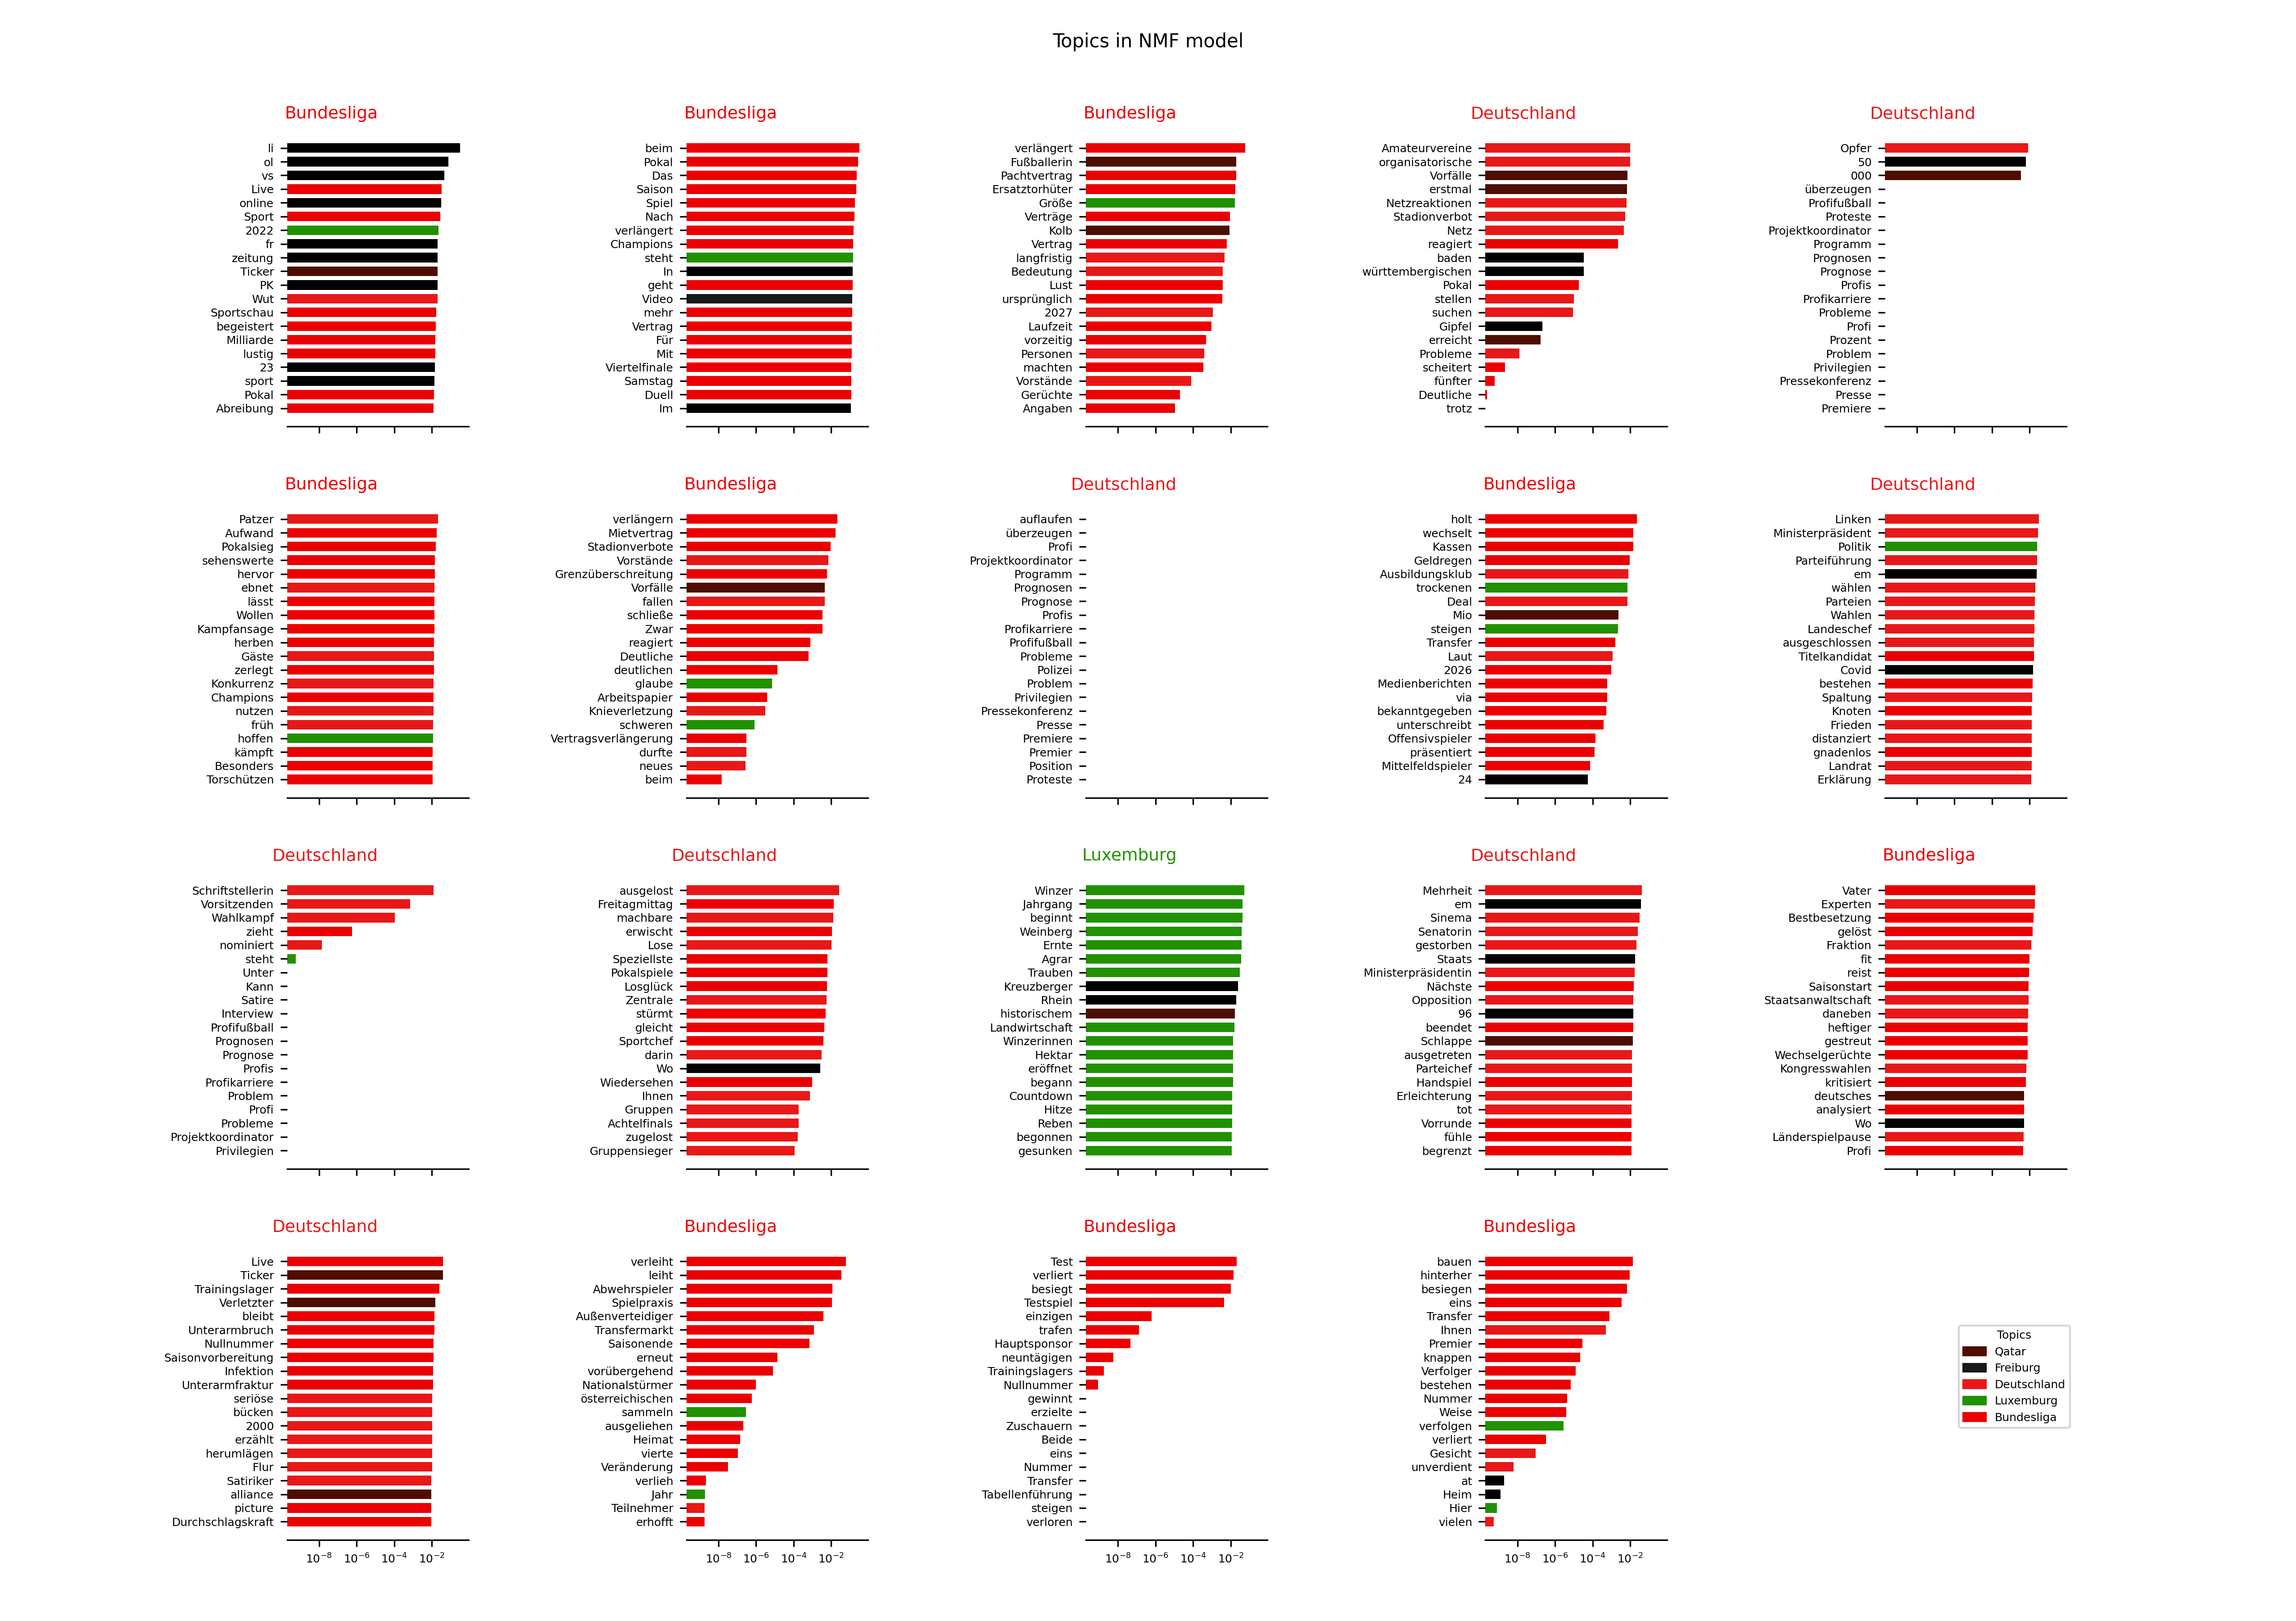 Topics in NMF model
Bundesliga
li
ol
vs
Live
online
Sport
2022
fr
zeitung
Ticker
PK
Wut
Sportschau
begeistert
Milliarde
lustig
23
sport
Pokal
Abreibung
Bundesliga
beim
Pokal
Das
Saison
Spiel
Nach
verlängert
Champions
steht
In
geht
Video
mehr
Vertrag
Für
Mit
Viertelfinale
Samstag
Duell
Im
Bundesliga
verlängert
Fußballerin
Pachtvertrag
Ersatztorhüter
Größe
Verträge
Kolb
Vertrag
langfristig
Bedeutung
Lust
ursprünglich
2027
Laufzeit
vorzeitig
Personen
machten
Vorstände
Gerüchte
Angaben
Deutschland
Amateurvereine
organisatorische
Vorfälle
erstmal
Netzreaktionen
Stadionverbot
Netz
reagiert
baden
württembergischen
Pokal
stellen
suchen
Gipfel
erreicht
Probleme
scheitert
fünfter
Deutliche
trotz
Deutschland
Opfer
50
000
überzeugen
Profifußball
Proteste
Projektkoordinator
Programm
Prognosen
Prognose
Profis
Profikarriere
Probleme
Profi
Prozent
Problem
Privilegien
Pressekonferenz
Presse
Premiere
Bundesliga
Patzer
Aufwand
Pokalsieg
sehenswerte
hervor
ebnet
lässt
Wollen
Kampfansage
herben
Gäste
zerlegt
Konkurrenz
Champions
nutzen
früh
hoffen
kämpft
Besonders
Torschützen
Bundesliga
verlängern
Mietvertrag
Stadionverbote
Vorstände
Grenzüberschreitung
Vorfälle
fallen
schließe
Zwar
reagiert
Deutliche
deutlichen
glaube
Arbeitspapier
Knieverletzung
schweren
Vertragsverlängerung
durfte
neues
beim
Deutschland
auflaufen
überzeugen
Profi
Projektkoordinator
Programm
Prognosen
Prognose
Profis
Profikarriere
Profifußball
Probleme
Polizei
Problem
Privilegien
Pressekonferenz
Presse
Premiere
Premier
Position
Proteste
Bundesliga
holt
wechselt
Kassen
Geldregen
Ausbildungsklub
trockenen
Deal
Mio
steigen
Transfer
Laut
2026
Medienberichten
via
bekanntgegeben
unterschreibt
Offensivspieler
präsentiert
Mittelfeldspieler
24
Deutschland
Linken
Ministerpräsident
Politik
Parteiführung
em
wählen
Parteien
Wahlen
Landeschef
ausgeschlossen
Titelkandidat
Covid
bestehen
Spaltung
Knoten
Frieden
distanziert
gnadenlos
Landrat
Erklärung
Deutschland
Schriftstellerin
Vorsitzenden
Wahlkampf
zieht
nominiert
steht
Unter
Kann
Satire
Interview
Profifußball
Prognosen
Prognose
Profis
Profikarriere
Problem
Profi
Probleme
Projektkoordinator
Privilegien
Deutschland
ausgelost
Freitagmittag
machbare
erwischt
Lose
Speziellste
Pokalspiele
Losglück
Zentrale
stürmt
gleicht
Sportchef
darin
Wo
Wiedersehen
Ihnen
Gruppen
Achtelfinals
zugelost
Gruppensieger
Luxemburg
Winzer
Jahrgang
beginnt
Weinberg
Ernte
Agrar
Trauben
Kreuzberger
Rhein
historischem
Landwirtschaft
Winzerinnen
Hektar
eröffnet
begann
Countdown
Hitze
Reben
begonnen
gesunken
Deutschland
Mehrheit
em
Sinema
Senatorin
gestorben
Staats
Ministerpräsidentin
Nächste
Opposition
96
beendet
Schlappe
ausgetreten
Parteichef
Handspiel
Erleichterung
tot
Vorrunde
fühle
begrenzt
Bundesliga
Vater
Experten
Bestbesetzung
gelöst
Fraktion
fit
reist
Saisonstart
Staatsanwaltschaft
daneben
heftiger
gestreut
Wechselgerüchte
Kongresswahlen
kritisiert
deutsches
analysiert
Wo
Länderspielpause
Profi
Deutschland
Live
Ticker
Trainingslager
Verletzter
bleibt
Unterarmbruch
Nullnummer
Saisonvorbereitung
Infektion
Unterarmfraktur
seriöse
bücken
2000
erzählt
herumlägen
Flur
Satiriker
alliance
picture
Durchschlagskraft
10⁻⁸ 10⁻⁶ 10⁻⁴ 10⁻²
Bundesliga
verleiht
leiht
Abwehrspieler
Spielpraxis
Außenverteidiger
Transfermarkt
Saisonende
erneut
vorübergehend
Nationalstürmer
österreichischen
sammeln
ausgeliehen
Heimat
vierte
Veränderung
verlieh
Jahr
Teilnehmer
erhofft
10⁻⁸ 10⁻⁶ 10⁻⁴ 10⁻²
Bundesliga
Test
verliert
besiegt
Testspiel
einzigen
trafen
Hauptsponsor
neuntägigen
Trainingslagers
Nullnummer
gewinnt
erzielte
Zuschauern
Beide
eins
Nummer
Transfer
Tabellenführung
steigen
verloren
10⁻⁸ 10⁻⁶ 10⁻⁴ 10⁻²
Bundesliga
bauen
hinterher
besiegen
eins
Transfer
Ihnen
Premier
knappen
Verfolger
bestehen
Nummer
Weise
verfolgen
verliert
Gesicht
unverdient
at
Heim
Hier
vielen
10⁻⁸ 10⁻⁶ 10⁻⁴ 10⁻²
Topics
Qatar
Freiburg
Deutschland
Luxemburg
Bundesliga